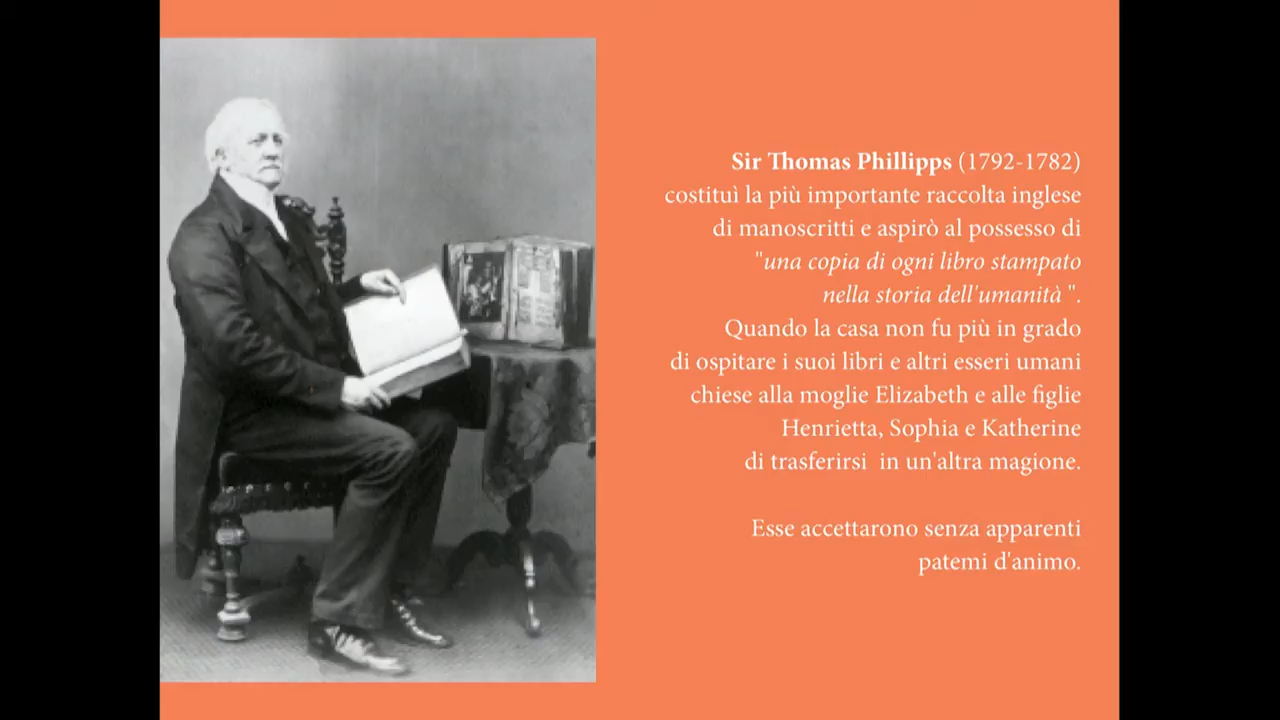 Sir Thomas Phillipps (1792-1782)
costituì la più importante raccolta inglese
di manoscritti e aspirò al possesso di
"una copia di ogni libro stampato
nella storia dell'umanità ".
Quando la casa non fu più in grado
di ospitare i suoi libri e altri esseri umani
chiese alla moglie Elizabeth e alle figlie
Henrietta, Sophia e Katherine
di trasferirsi  in un'altra magione.
Esse accettarono senza apparenti
patemi d'animo.